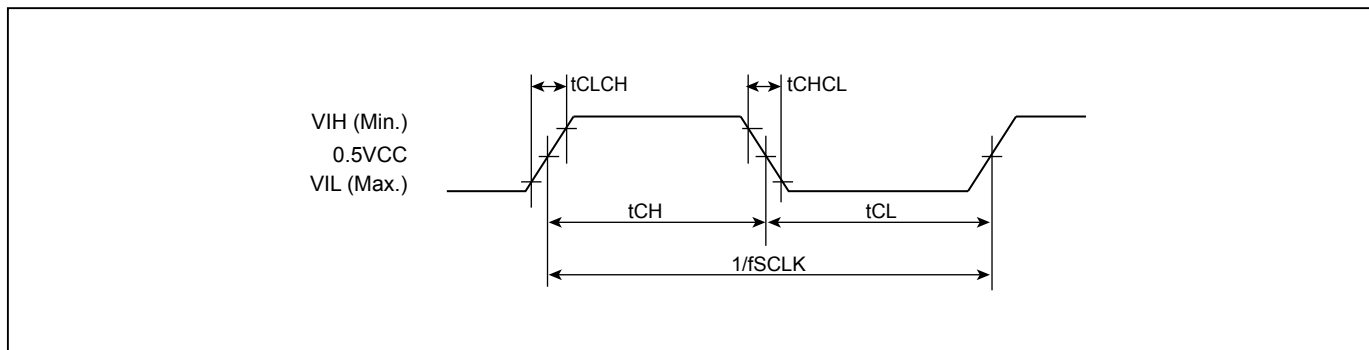 tCLCH
tCHCL
VIH (Min.)
0.5VCC
VIL (Max.)
tCH
tCL
1/fSCLK